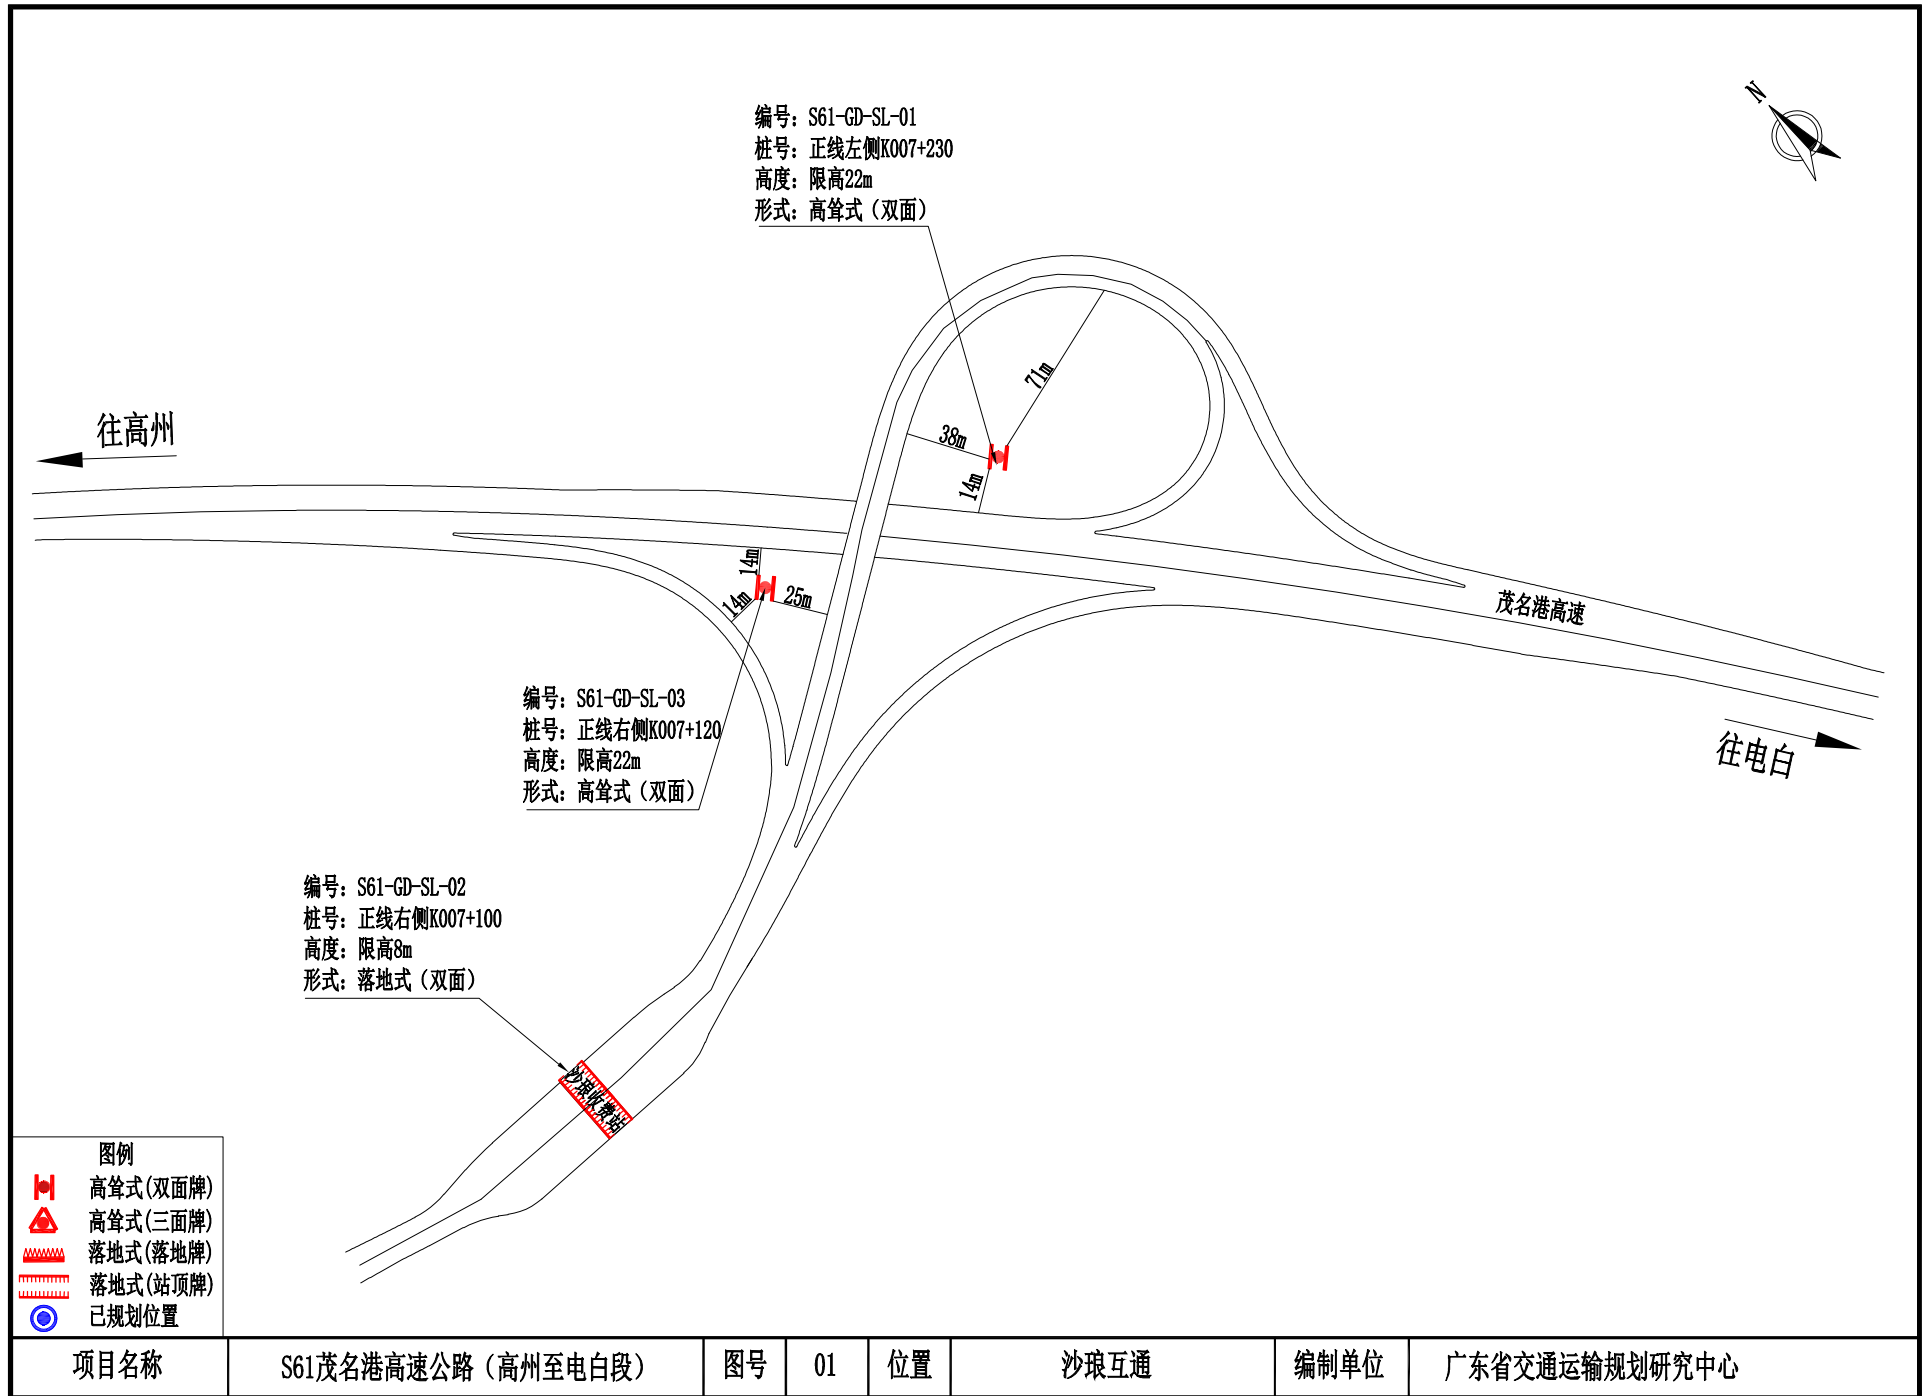 N
编号：S61-GD-SL-01
桩号：正线左侧K007+230
高度：限高22m
形式：高耸式（双面）
71m
38m
14m
往高州
14m
14m
25m
茂名港高速
往电白
编号：S61-GD-SL-03
桩号：正线右侧K007+120
高度：限高22m
形式：高耸式（双面）
编号：S61-GD-SL-02
桩号：正线右侧K007+100
高度：限高8m
形式：落地式（双面）
沙琅收费站
图例
高耸式(双面牌)
高耸式(三面牌)
落地式(落地牌)
落地式(站顶牌)
已规划位置
项目名称 S61茂名港高速公路（高州至电白段） 图号 01 位置 沙琅互通 编制单位 广东省交通运输规划研究中心